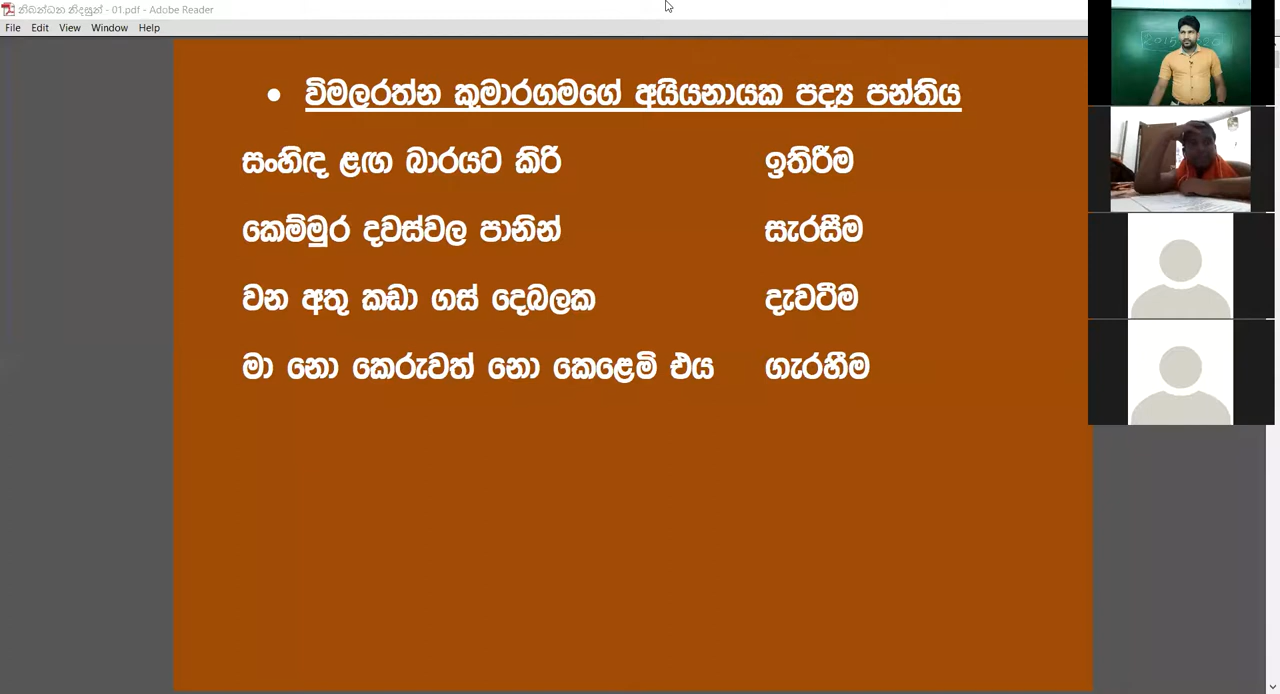 නිබන්ධක නිදසුන් - 01.pdf - Adobe Reader
File Edit View Window Help
• විමලරත්න කුමාරගමගේ අයියනායක පද්‍ය පන්තිය
සංහිඳ ළඟ බාරයට කිරි ඉතිරීම
කෙම්මුර දවස්වල පානින් සැරසීම
වන අතු කඩා ගස් දෙබලක දැවටීම
මා නො කෙරුවත් නො කෙළෙමි එය ගැරහීම